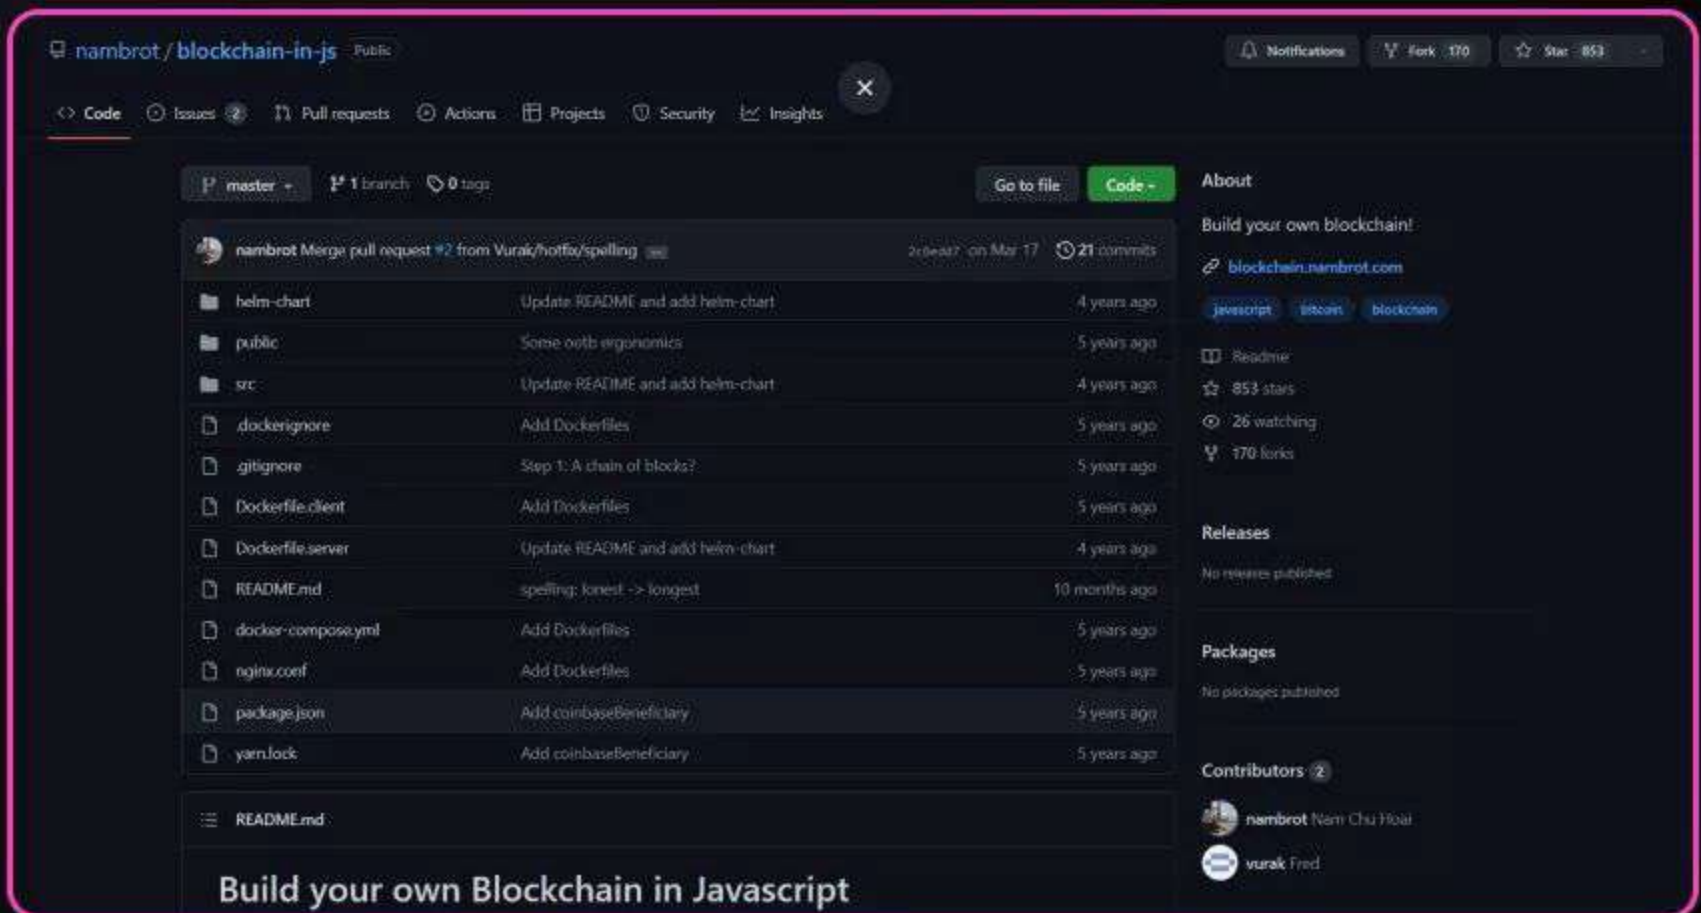 nambrot / blockchain-in-js Public
Notifications Fork 170 Star 853
Code Issues 2 Pull requests Actions Projects Security Insights
master 1 branch 0 tags Go to file Code
nambrot Merge pull request #2 from Vurak/hotfix/spelling ... on Mar 17 21 commits
helm-chart Update README and add helm-chart 4 years ago
public Some ootb ergonomics 5 years ago
src Update README and add helm-chart 4 years ago
.dockerignore Add Dockerfiles 5 years ago
.gitignore Step 1: A chain of blocks? 5 years ago
Dockerfile.client Add Dockerfiles 5 years ago
Dockerfile.server Update README and add helm-chart 4 years ago
README.md spelling: lonest -> longest 10 months ago
docker-compose.yml Add Dockerfiles 5 years ago
nginx.conf Add Dockerfiles 5 years ago
package.json Add coinbaseBeneficiary 5 years ago
yarn.lock Add coinbaseBeneficiary 5 years ago
README.md
Build your own Blockchain in Javascript
About
Build your own blockchain!
blockchain.nambrot.com
javascript bitcoin blockchain
Readme
853 stars
26 watching
170 forks
Releases
No releases published
Packages
No packages published
Contributors 2
nambrot Nam Chu Hoai
vurak Fred